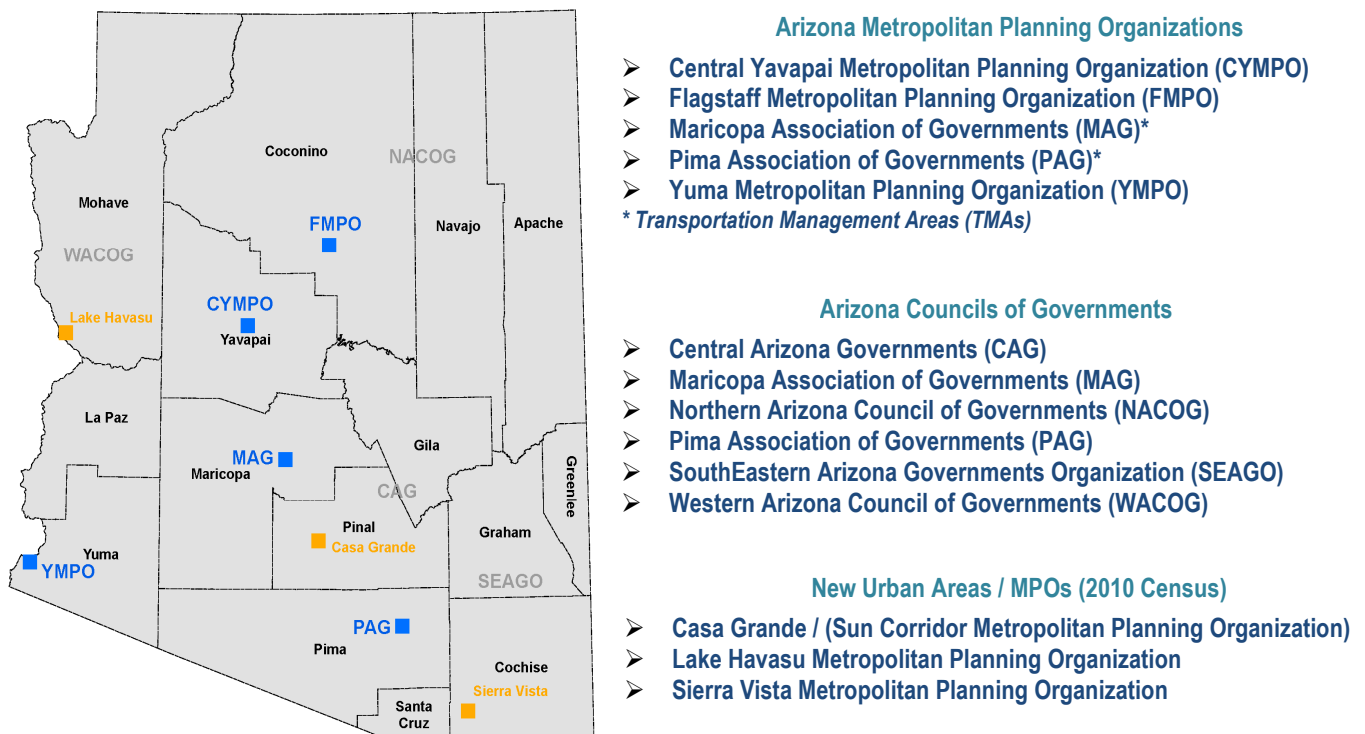 Coconino
NACOG
Mohave
FMPO
Navajo
Apache
WACOG
CYMPO
Lake Havasu
Yavapai
La Paz
Gila
MAG
Maricopa
CAG
Greenlee
Pinal
Graham
Casa Grande
Yuma
YMPO
SEAGO
PAG
Pima
Cochise
Sierra Vista
Santa
Cruz
Arizona Metropolitan Planning Organizations
➢ Central Yavapai Metropolitan Planning Organization (CYMPO)
➢ Flagstaff Metropolitan Planning Organization (FMPO)
➢ Maricopa Association of Governments (MAG)*
➢ Pima Association of Governments (PAG)*
➢ Yuma Metropolitan Planning Organization (YMPO)
* Transportation Management Areas (TMAs)
Arizona Councils of Governments
➢ Central Arizona Governments (CAG)
➢ Maricopa Association of Governments (MAG)
➢ Northern Arizona Council of Governments (NACOG)
➢ Pima Association of Governments (PAG)
➢ SouthEastern Arizona Governments Organization (SEAGO)
➢ Western Arizona Council of Governments (WACOG)
New Urban Areas / MPOs (2010 Census)
➢ Casa Grande / (Sun Corridor Metropolitan Planning Organization)
➢ Lake Havasu Metropolitan Planning Organization
➢ Sierra Vista Metropolitan Planning Organization